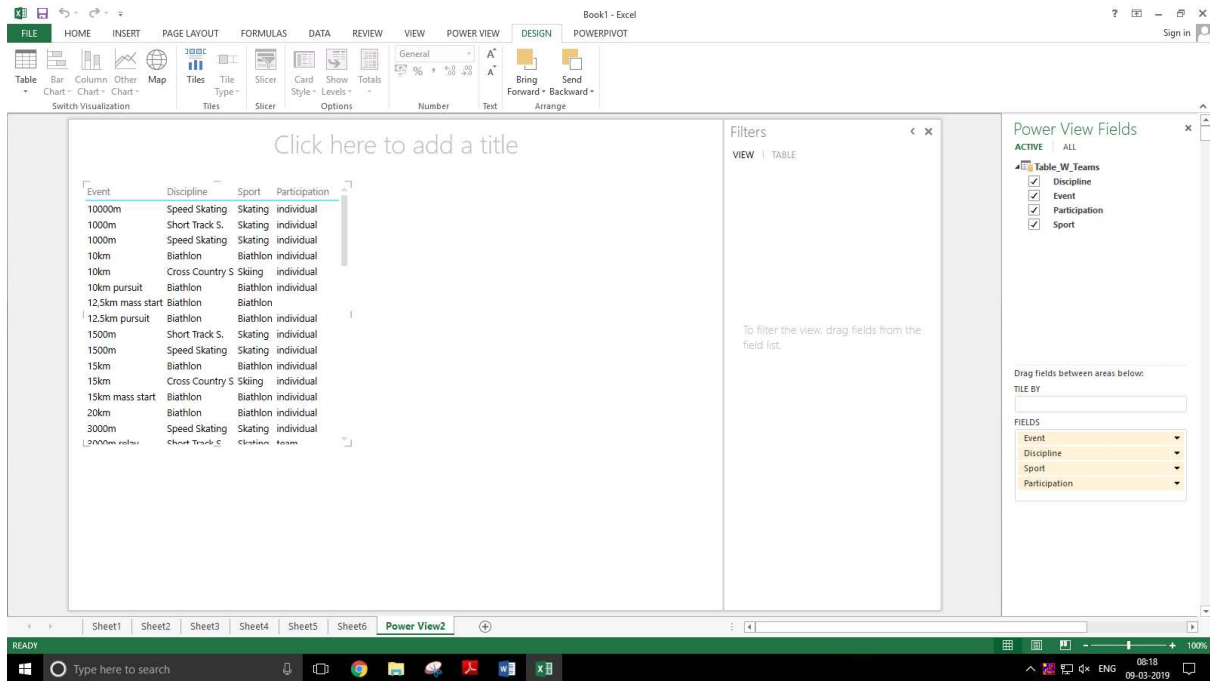 Book1 - Excel
FILE HOME INSERT PAGE LAYOUT FORMULAS DATA REVIEW VIEW POWER VIEW DESIGN POWERPIVOT Sign in
Table Bar Chart Column Chart Other Chart Map Tiles Tile Type Slicer Card Style Show Levels Totals General % , .0 .00 A A Bring Forward Send Backward
Switch Visualization Tiles Slicer Options Number Text Arrange
Click here to add a title
Event Discipline Sport Participation
10000m Speed Skating Skating individual
1000m Short Track S. Skating individual
1000m Speed Skating Skating individual
10km Biathlon Biathlon individual
10km Cross Country S Skiing individual
10km pursuit Biathlon Biathlon individual
12,5km mass start Biathlon Biathlon
12.5km pursuit Biathlon Biathlon individual
1500m Short Track S. Skating individual
1500m Speed Skating Skating individual
15km Biathlon Biathlon individual
15km Cross Country S Skiing individual
15km mass start Biathlon Biathlon individual
20km Biathlon Biathlon individual
3000m Speed Skating Skating individual
3000m relay Short Track S Skating team
Filters
VIEW | TABLE
To filter the view, drag fields from the
field list.
Power View Fields
ACTIVE | ALL
Table_W_Teams
Discipline
Event
Participation
Sport
Drag fields between areas below:
TILE BY
FIELDS
Event
Discipline
Sport
Participation
Sheet1 Sheet2 Sheet3 Sheet4 Sheet5 Sheet6 Power View2
READY 100%
Type here to search ENG 08:18
09-03-2019